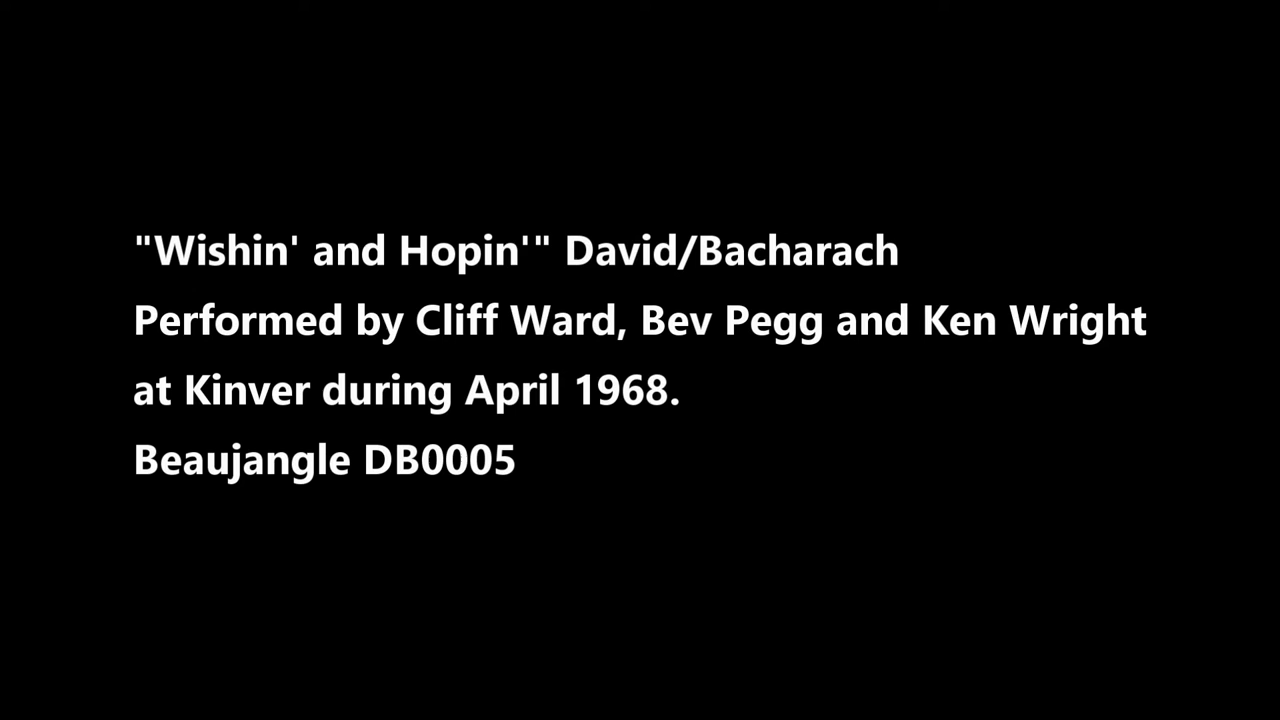 "Wishin' and Hopin'" David/Bacharach
Performed by Cliff Ward, Bev Pegg and Ken Wright
at Kinver during April 1968.
Beaujangle DB0005